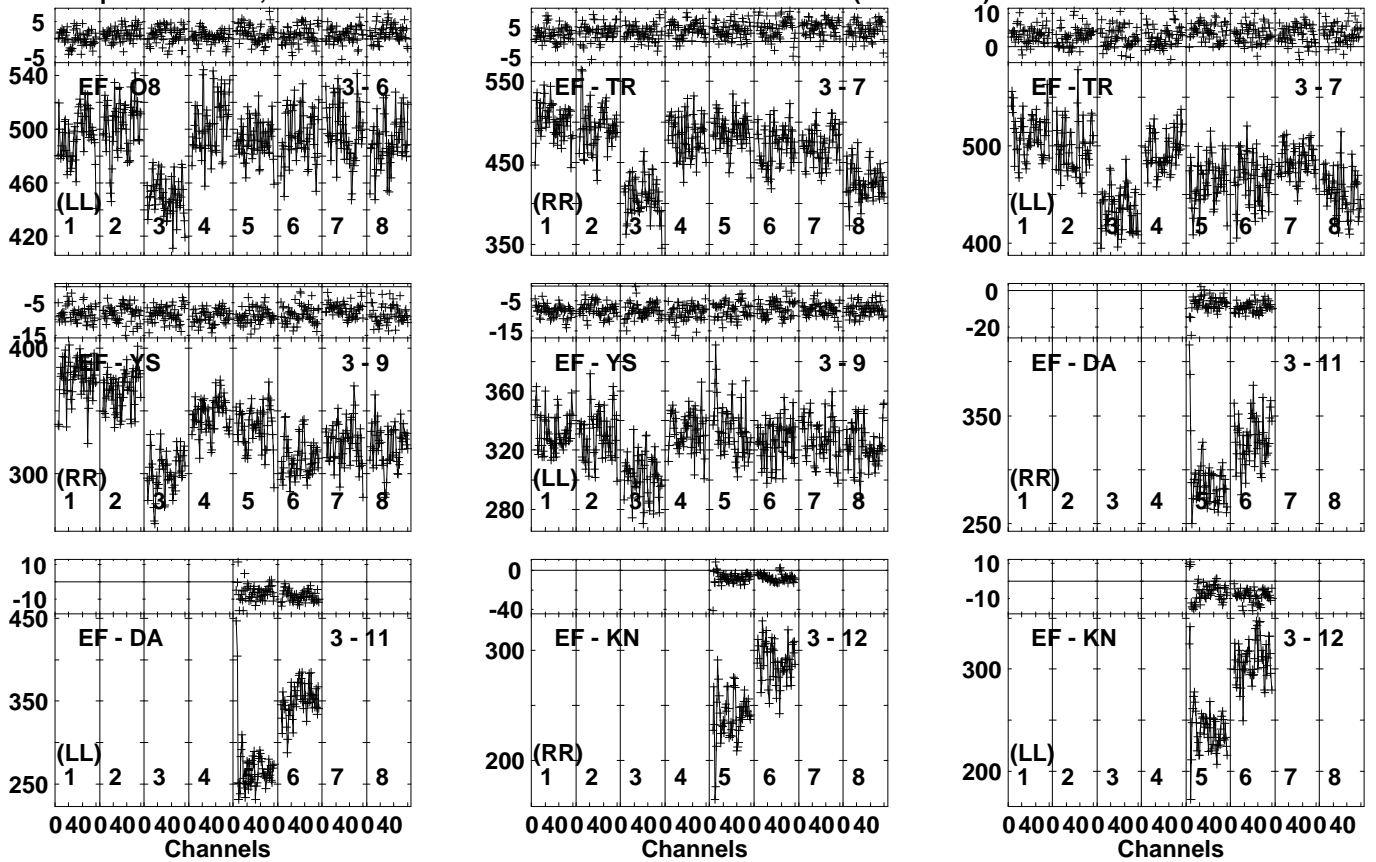 5 5 10
-5 -5 0
540 EF - O8 3 - 6 550 EF - TR 3 - 7 EF - TR 3 - 7
500 450 500
460
(LL) (RR) (LL)
420 1 2 3 4 5 6 7 8 350 1 2 3 4 5 6 7 8 400 1 2 3 4 5 6 7 8
-5 -5 0
-15 -15 -20
400 EF - YS 3 - 9 360 EF - YS 3 - 9 EF - DA 3 - 11
320 350
300 (RR) (LL) (RR)
1 2 3 4 5 6 7 8 280 1 2 3 4 5 6 7 8 250 1 2 3 4 5 6 7 8
10 0 10
-10 -40 -10
450 EF - DA 3 - 11 300 EF - KN 3 - 12 300 EF - KN 3 - 12
350
(LL) (RR) (LL)
250 1 2 3 4 5 6 7 8 200 1 2 3 4 5 6 7 8 200 1 2 3 4 5 6 7 8
0 40 0 40 0 40 0 40 0 40 0 40 0 40 0 40 0 40 0 40 0 40 0 40 0 40 0 40 0 40 0 40 0 40 0 40 0 40 0 40 0 40 0 40 0 40 0 40
Channels Channels Channels